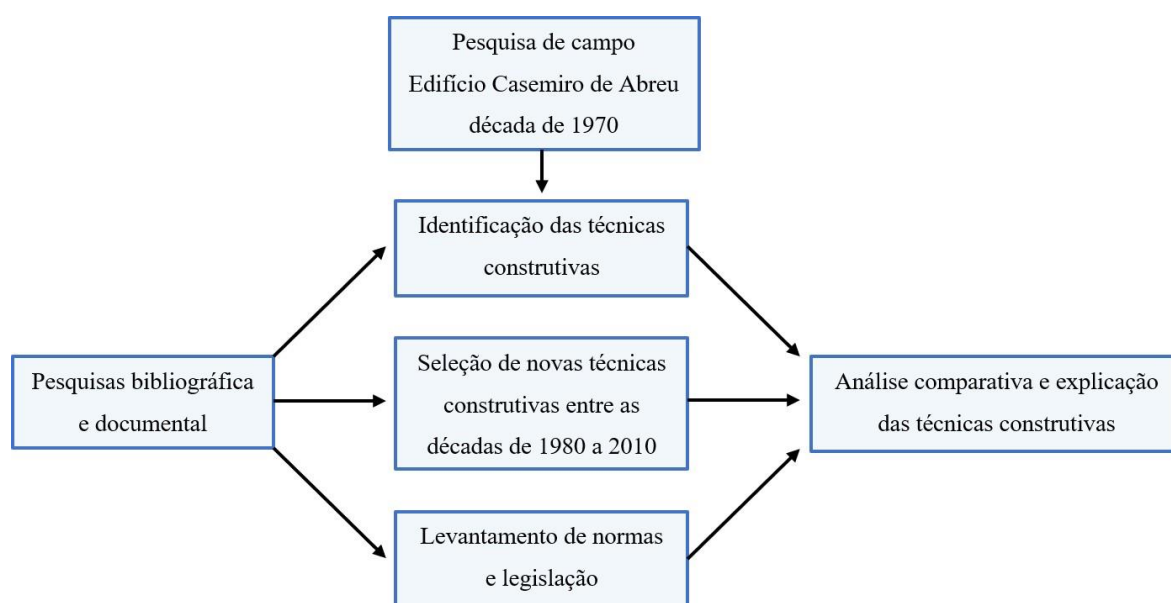 Pesquisa de campo
Edifício Casemiro de Abreu
década de 1970
Identificação das técnicas
construtivas
Pesquisas bibliográfica
e documental
Seleção de novas técnicas
construtivas entre as
décadas de 1980 a 2010
Análise comparativa e explicação
das técnicas construtivas
Levantamento de normas
e legislação